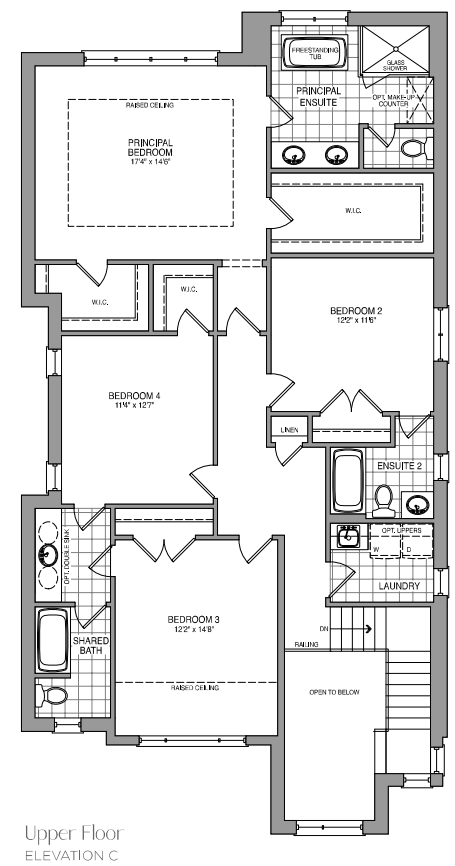 FREESTANDING
TUB
GLASS
SHOWER
PRINCIPAL
ENSUITE
OPT. MAKE-UP
COUNTER
RAISED CEILING
PRINCIPAL
BEDROOM
17'4" x 14'6"
W.I.C.
W.I.C.
W.I.C.
BEDROOM 2
12'2" x 11'6"
BEDROOM 4
11'4" x 12'7"
LINEN
ENSUITE 2
OPT. UPPERS
W
D
LAUNDRY
OPT. DOUBLE SINK
SHARED
BATH
BEDROOM 3
12'2" x 14'8"
RAISED CEILING
DN
RAILING
OPEN TO BELOW
Upper Floor
ELEVATION C